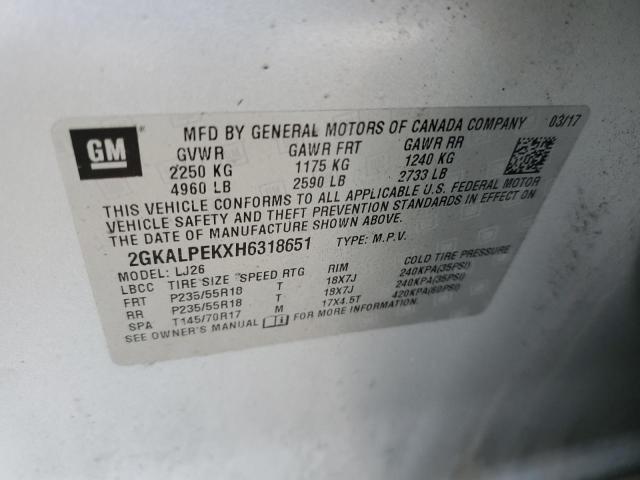 GM
MFD BY GENERAL MOTORS OF CANADA COMPANY 03/17
GVWR GAWR FRT GAWR RR
2250 KG 1175 KG 1240 KG
4960 LB 2590 LB 2733 LB
THIS VEHICLE CONFORMS TO ALL APPLICABLE U.S. FEDERAL MOTOR
VEHICLE SAFETY AND THEFT PREVENTION STANDARDS IN EFFECT ON
THE DATE OF MANUFACTURE SHOWN ABOVE.
2GKALPEKXH6318651 TYPE: M.P.V.
MODEL: LJ26
LBCC TIRE SIZE SPEED RTG RIM COLD TIRE PRESSURE
FRT P235/55R18 T 18X7J 240KPA(35PSI)
RR P235/55R18 T 18X7J 240KPA(35PSI)
SPA T145/70R17 M 17X4.5T 420KPA(60PSI)
SEE OWNER'S MANUAL FOR MORE INFORMATION